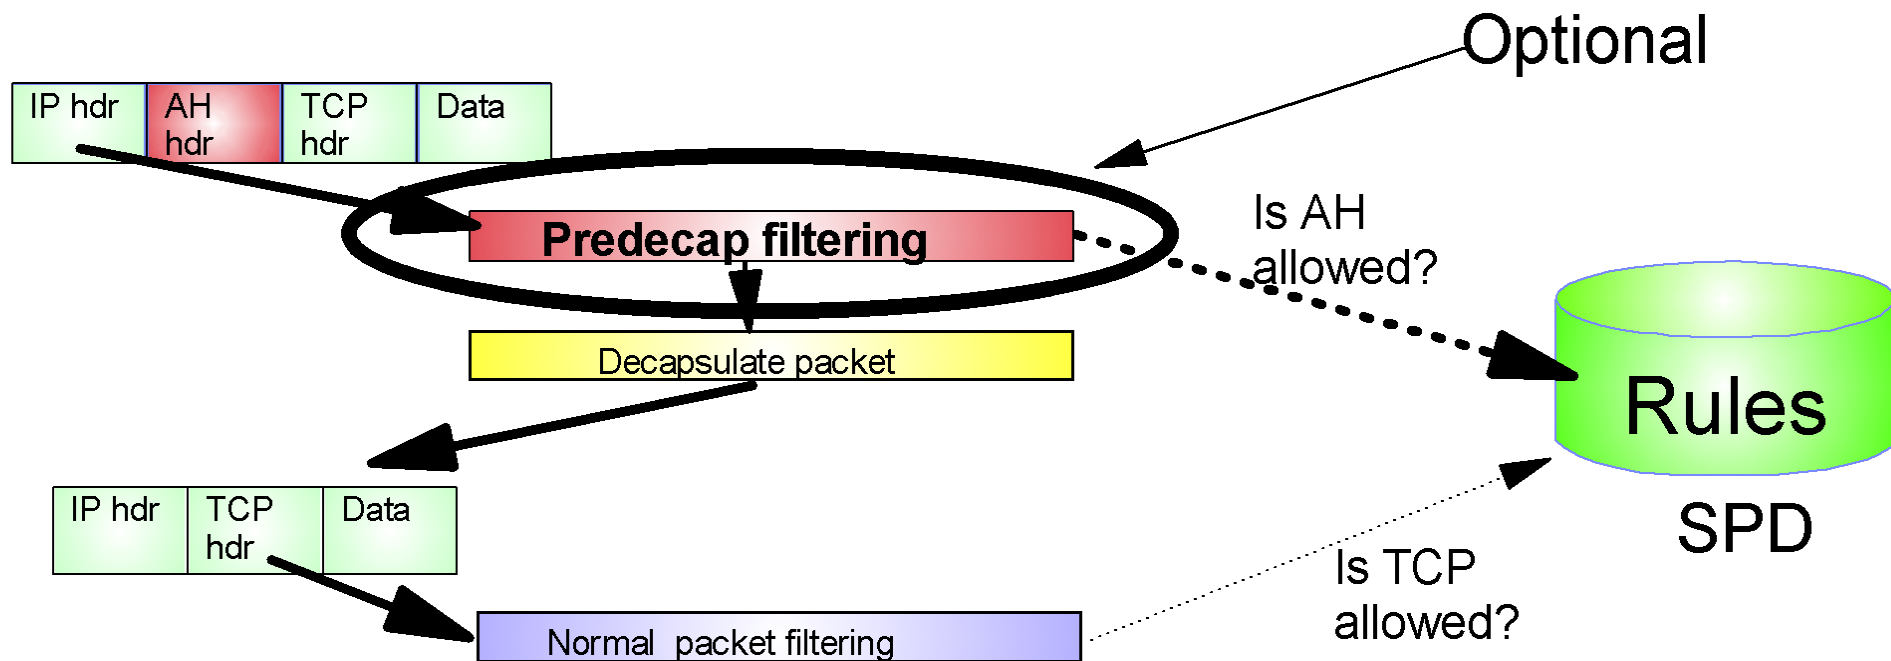 Optional
IP hdr
AH
hdr
TCP
hdr
Data
Predecap filtering
Is AH
allowed?
Decapsulate packet
Rules
SPD
IP hdr
TCP
hdr
Data
Is TCP
allowed?
Normal  packet filtering